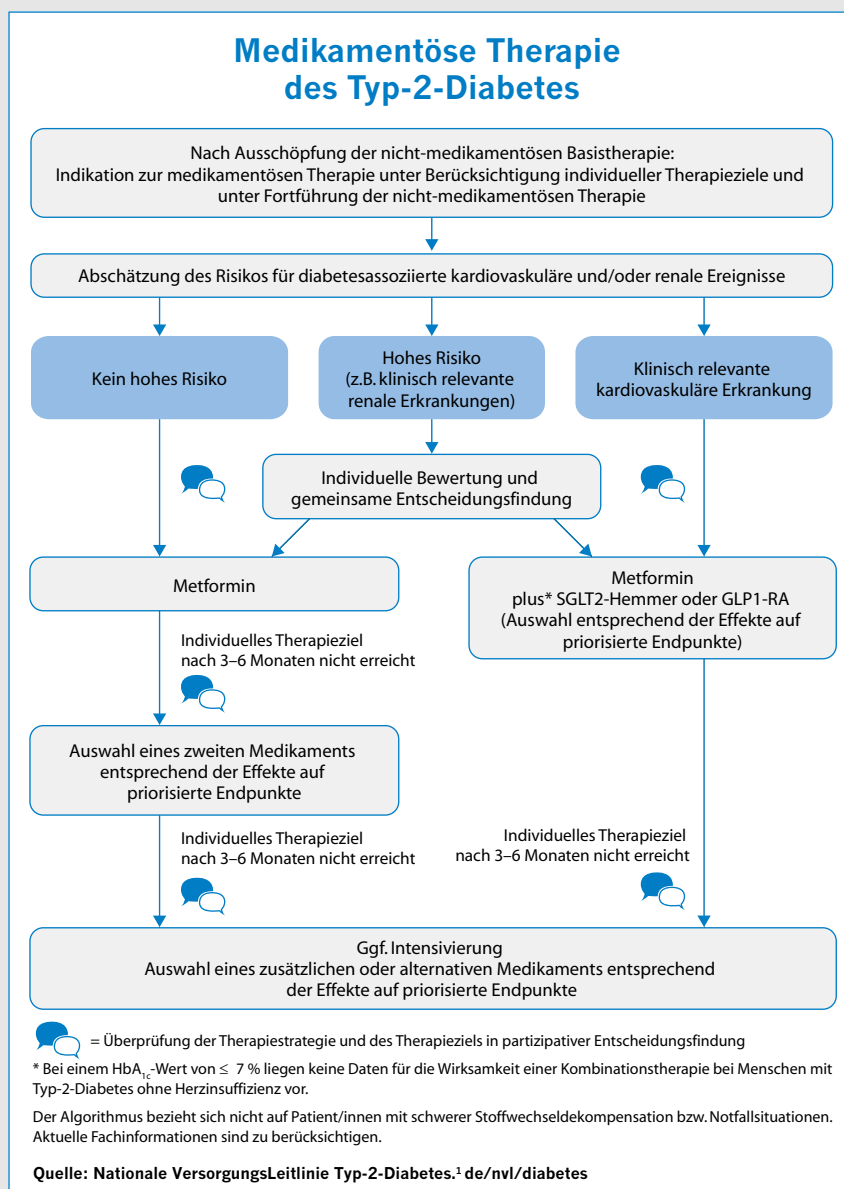 Medikamentöse Therapie
des Typ-2-Diabetes
Nach Ausschöpfung der nicht-medikamentösen Basistherapie:
Indikation zur medikamentösen Therapie unter Berücksichtigung individueller Therapieziele und
unter Fortführung der nicht-medikamentösen Therapie
Abschätzung des Risikos für diabetesassoziierte kardiovaskuläre und/oder renale Ereignisse
Kein hohes Risiko
Hohes Risiko
(z.B. klinisch relevante
renale Erkrankungen)
Klinisch relevante
kardiovaskuläre Erkrankung
Individuelle Bewertung und
gemeinsame Entscheidungsfindung
Metformin
Metformin
plus* SGLT2-Hemmer oder GLP1-RA
(Auswahl entsprechend der Effekte auf
priorisierte Endpunkte)
Individuelles Therapieziel
nach 3–6 Monaten nicht erreicht
Auswahl eines zweiten Medikaments
entsprechend der Effekte auf
priorisierte Endpunkte
Individuelles Therapieziel
nach 3–6 Monaten nicht erreicht
Individuelles Therapieziel
nach 3–6 Monaten nicht erreicht
Ggf. Intensivierung
Auswahl eines zusätzlichen oder alternativen Medikaments entsprechend
der Effekte auf priorisierte Endpunkte
= Überprüfung der Therapiestrategie und des Therapieziels in partizipativer Entscheidungsfindung
* Bei einem HbA1c-Wert von ≤ 7 % liegen keine Daten für die Wirksamkeit einer Kombinationstherapie bei Menschen mit
Typ-2-Diabetes ohne Herzinsuffizienz vor.
Der Algorithmus bezieht sich nicht auf Patient/innen mit schwerer Stoffwechseldekompensation bzw. Notfallsituationen.
Aktuelle Fachinformationen sind zu berücksichtigen.
Quelle: Nationale VersorgungsLeitlinie Typ-2-Diabetes.¹ de/nvl/diabetes